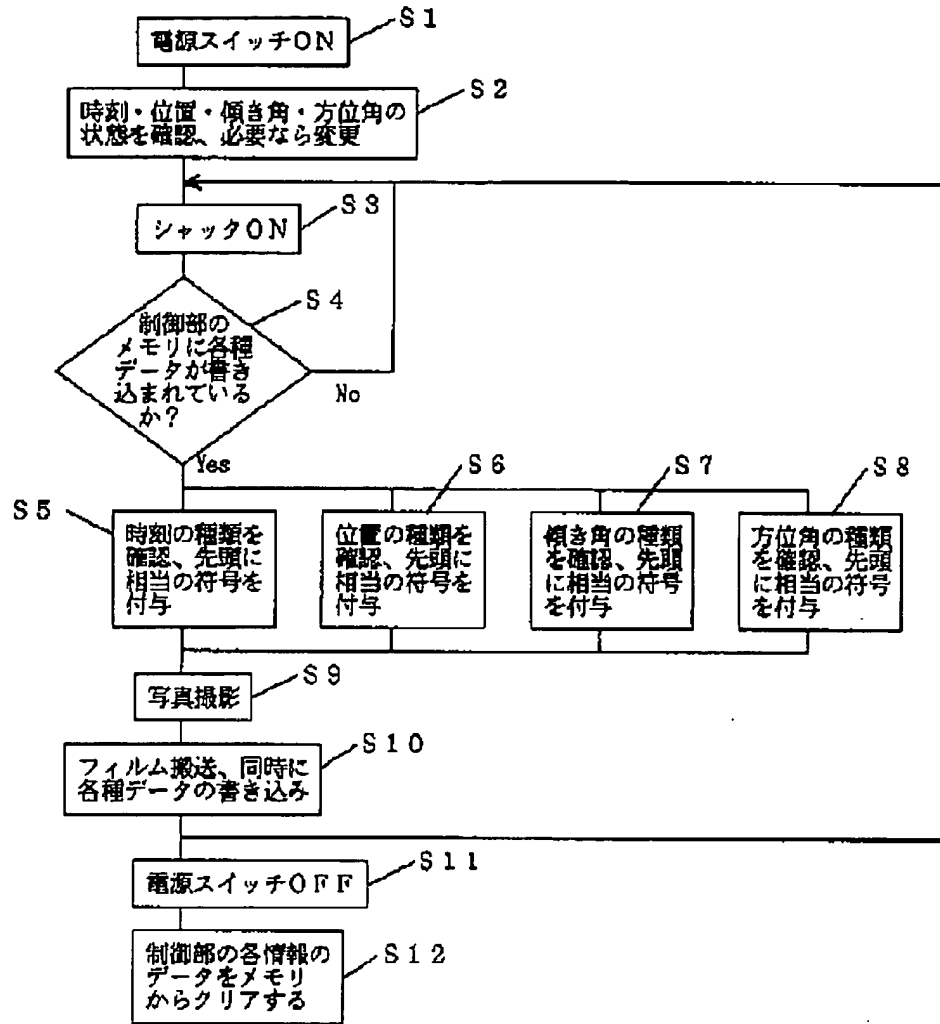 S1
電源スイッチON
S2
時刻・位置・傾き角・方位角の
状態を確認、必要なら変更
S3
シャッタON
S4
制御部の
メモリに各種
データが書き
込まれている
か？
No
Yes
S5
時刻の種類を
確認、先頭に
相当の符号を
付与
S6
位置の種類を
確認、先頭に
相当の符号を
付与
S7
傾き角の種類
を確認、先頭
に相当の符号
を付与
S8
方位角の種類
を確認、先頭
に相当の符号
を付与
S9
写真撮影
S10
フィルム搬送、同時に
各種データの書き込み
S11
電源スイッチOFF
S12
制御部の各情報の
データをメモリ
からクリアする